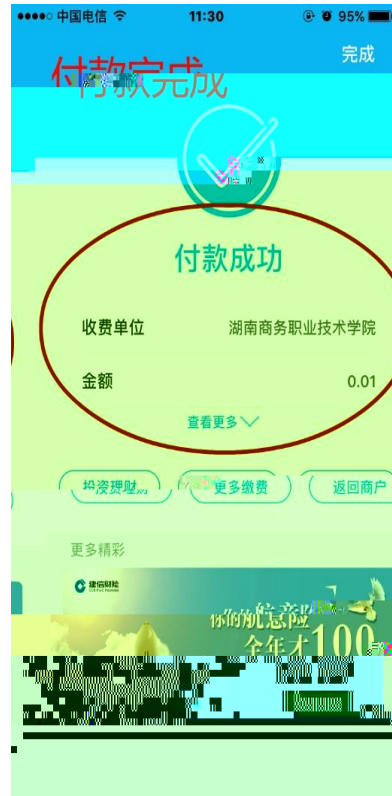 中国电信 11:30 95%
付款完成
完成
付款成功
收费单位 湖南商务职业技术学院
金额 0.01
查看更多
投资理财 更多缴费 返回商户
更多精彩
建信财险
你的航意险
全年才100